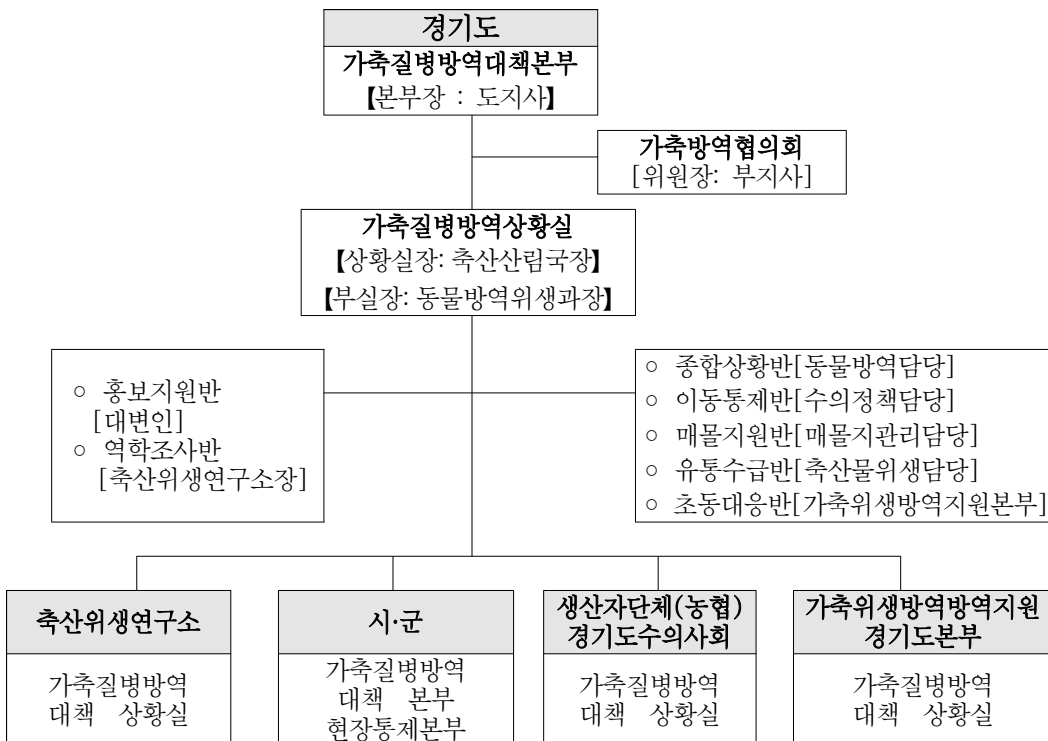 경기도
가축질병방역대책본부
【본부장 : 도지사】
가축방역협의회
[위원장: 부지사]
가축질병방역상황실
【상황실장: 축산산림국장】
【부실장: 동물방역위생과장】
○ 홍보지원반
[대변인]
○ 역학조사반
[축산위생연구소장]
○ 종합상황반[동물방역담당]
○ 이동통제반[수의정책담당]
○ 매몰지원반[매몰지관리담당]
○ 유통수급반[축산물위생담당]
○ 초동대응반[가축위생방역지원본부]
축산위생연구소
가축질병방역
대책 상황실
시·군
가축질병방역
대책 본부
현장통제본부
생산자단체(농협)
경기도수의사회
가축질병방역
대책 상황실
가축위생방역방역지원
경기도본부
가축질병방역
대책 상황실